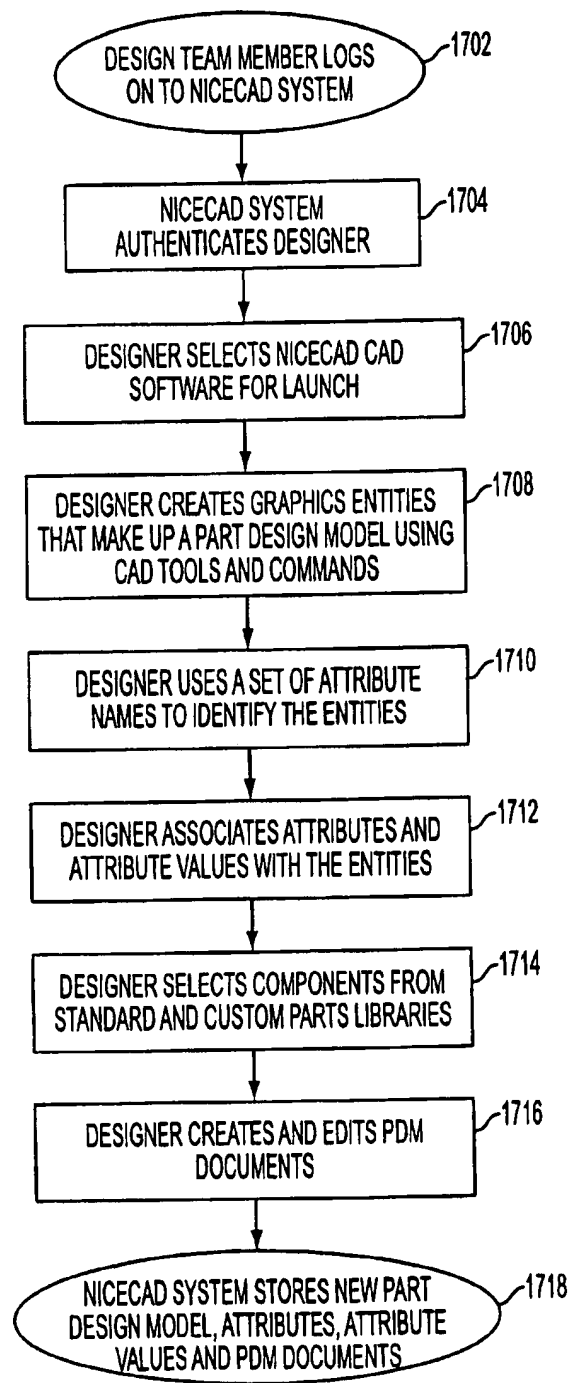 DESIGN TEAM MEMBER LOGS
ON TO NICECAD SYSTEM
1702
NICECAD SYSTEM
AUTHENTICATES DESIGNER
1704
DESIGNER SELECTS NICECAD CAD
SOFTWARE FOR LAUNCH
1706
DESIGNER CREATES GRAPHICS ENTITIES
THAT MAKE UP A PART DESIGN MODEL USING
CAD TOOLS AND COMMANDS
1708
DESIGNER USES A SET OF ATTRIBUTE
NAMES TO IDENTIFY THE ENTITIES
1710
DESIGNER ASSOCIATES ATTRIBUTES AND
ATTRIBUTE VALUES WITH THE ENTITIES
1712
DESIGNER SELECTS COMPONENTS FROM
STANDARD AND CUSTOM PARTS LIBRARIES
1714
DESIGNER CREATES AND EDITS PDM
DOCUMENTS
1716
NICECAD SYSTEM STORES NEW PART
DESIGN MODEL, ATTRIBUTES, ATTRIBUTE
VALUES AND PDM DOCUMENTS
1718